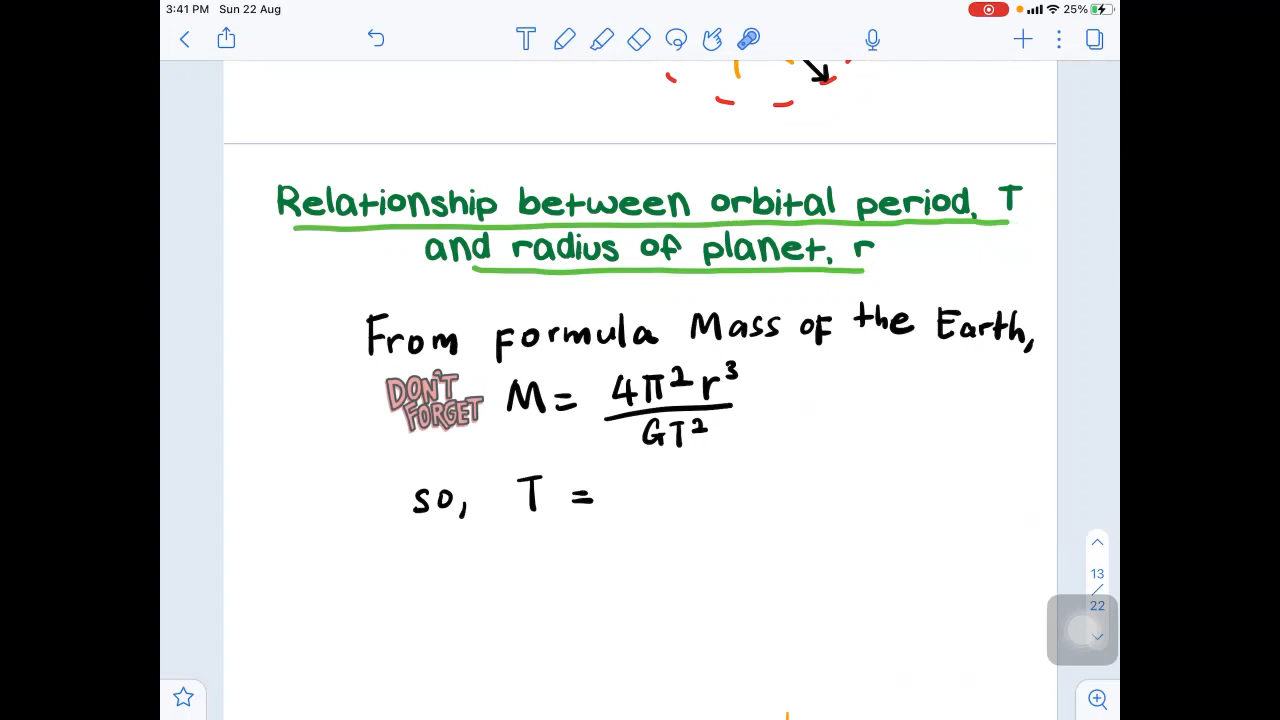 3:41 PM Sun 22 Aug 25%
Relationship between orbital period, T
and radius of planet, r
From formula Mass of the Earth,
DON'T FORGET M = 4π²r³ / GT²
so, T =
13
/
22